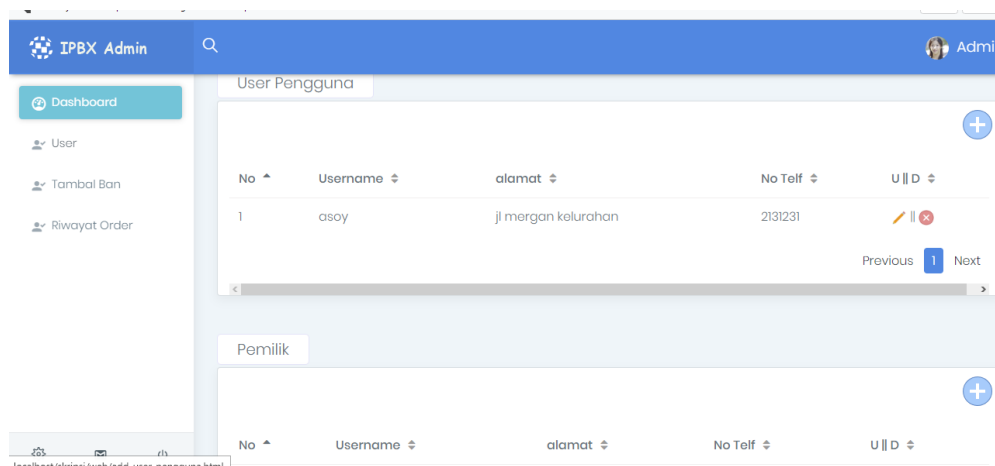 IPBX Admin
Admi
Dashboard
User
Tambal Ban
Riwayat Order
User Pengguna
No Username alamat No Telf U || D
1 asoy jl mergan kelurahan 2131231 ||
Previous 1 Next
Pemilik
No Username alamat No Telf U || D